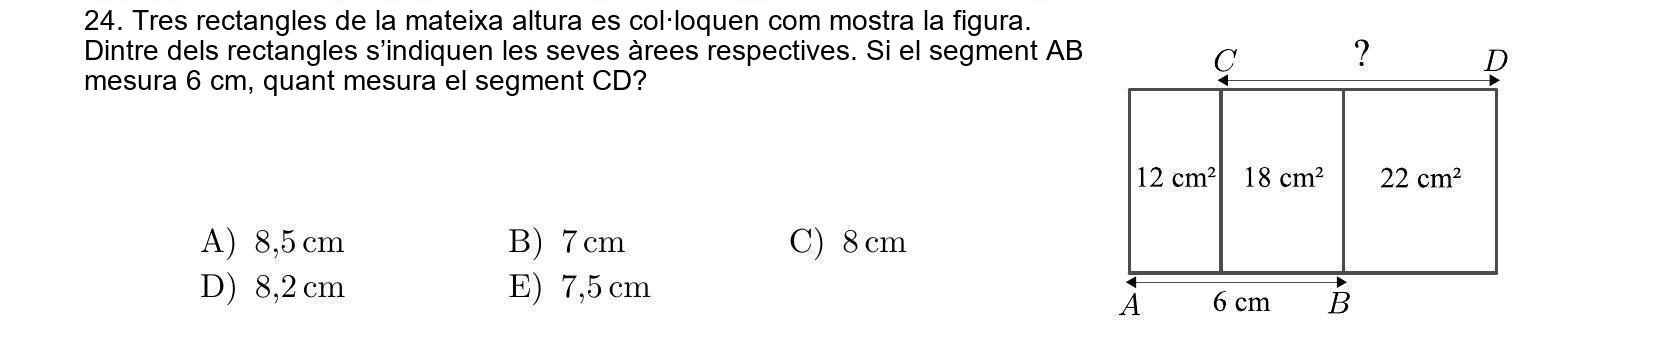 24. Tres rectangles de la mateixa altura es col·loquen com mostra la figura.
Dintre dels rectangles s’indiquen les seves àrees respectives. Si el segment AB
mesura 6 cm, quant mesura el segment CD?
C ? D
12 cm² 18 cm² 22 cm²
A 6 cm B
A) 8,5 cm B) 7 cm C) 8 cm
D) 8,2 cm E) 7,5 cm